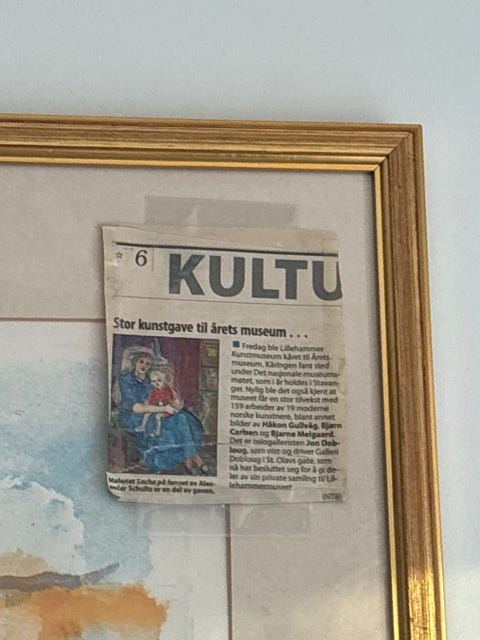 6
KULTU
Stor kunstgave til årets museum . . .
Fredag ble Lillehammer
Kunstmuseum kåret til Årets
museum. Kåringen fant sted
under Det nasjonale museums-
møtet, som i år holdes i Stavan-
ger. Nylig ble det også kjent at
museet får en stor tilvekst med
159 arbeider av 19 moderne
norske kunstnere, blant annet
bilder av Håkon Gullvåg, Bjørn
Carlsen og Bjarne Melgaard.
Det er oslogalleristen Jon Dob-
loug, som eier og driver Galleri
Dobloug i St. Olavs gate, som
nå har besluttet seg for å gi de-
ler av sin private samling til Lil-
lehammermuseet
(NTB)
Maleriet Sacha på fanget av Alex-
ander Schultz er en del av gaven.